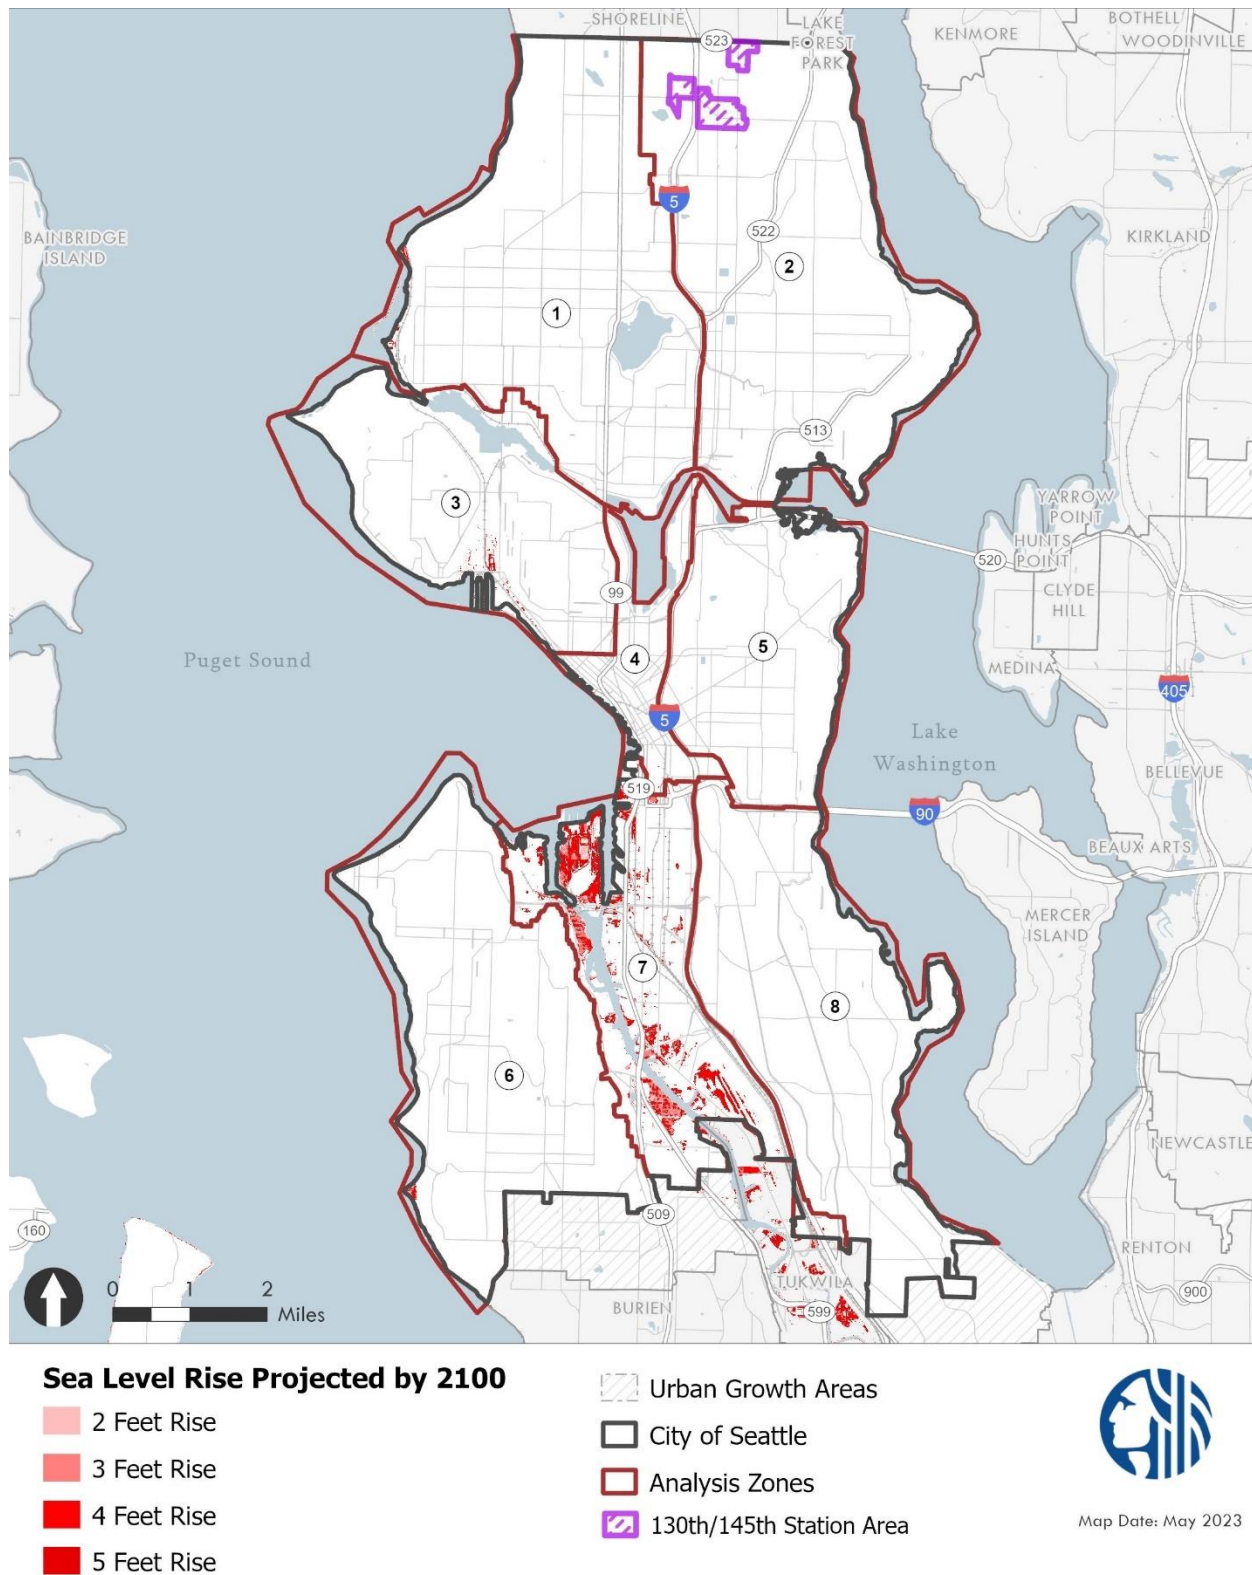 SHORELINE
LAKE
FOREST
PARK
523
KENMORE
BOTHELL
WOODINVILLE
5
522
2
KIRKLAND
BAINBRIDGE
ISLAND
1
513
3
YARROW
POINT
HUNTS
POINT
520
CLYDE
HILL
99
5
4
Puget Sound
MEDINA
405
5
Lake
Washington
BELLEVUE
519
90
BEAUX ARTS
MERCER
ISLAND
7
8
6
NEWCASTLE
509
160
RENTON
TUKWILA
900
BURIEN
599
0 1 2
Miles
Sea Level Rise Projected by 2100
2 Feet Rise
3 Feet Rise
4 Feet Rise
5 Feet Rise
Urban Growth Areas
City of Seattle
Analysis Zones
130th/145th Station Area
Map Date: May 2023